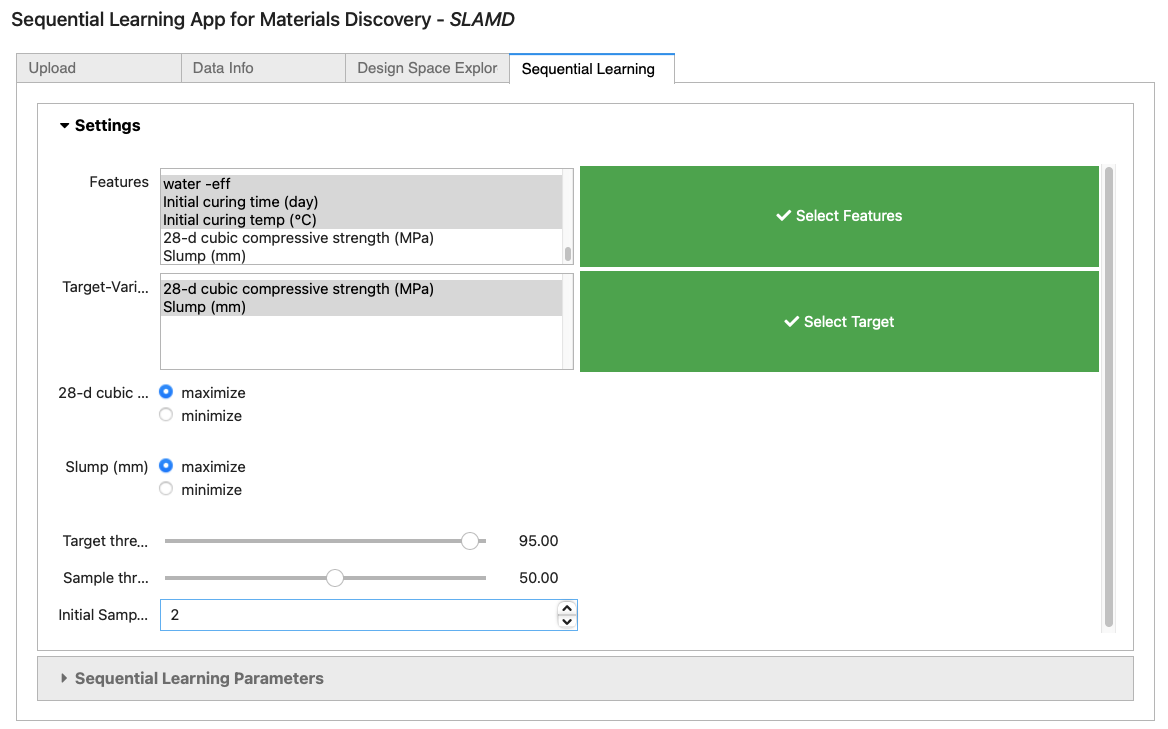 Sequential Learning App for Materials Discovery - SLAMD
Upload
Data Info
Design Space Explor
Sequential Learning
Settings
Features
water -eff
Initial curing time (day)
Initial curing temp (°C)
28-d cubic compressive strength (MPa)
Slump (mm)
Select Features
Target-Vari...
28-d cubic compressive strength (MPa)
Slump (mm)
Select Target
28-d cubic ...
maximize
minimize
Slump (mm)
maximize
minimize
Target thre...
95.00
Sample thr...
50.00
Initial Samp...
2
Sequential Learning Parameters